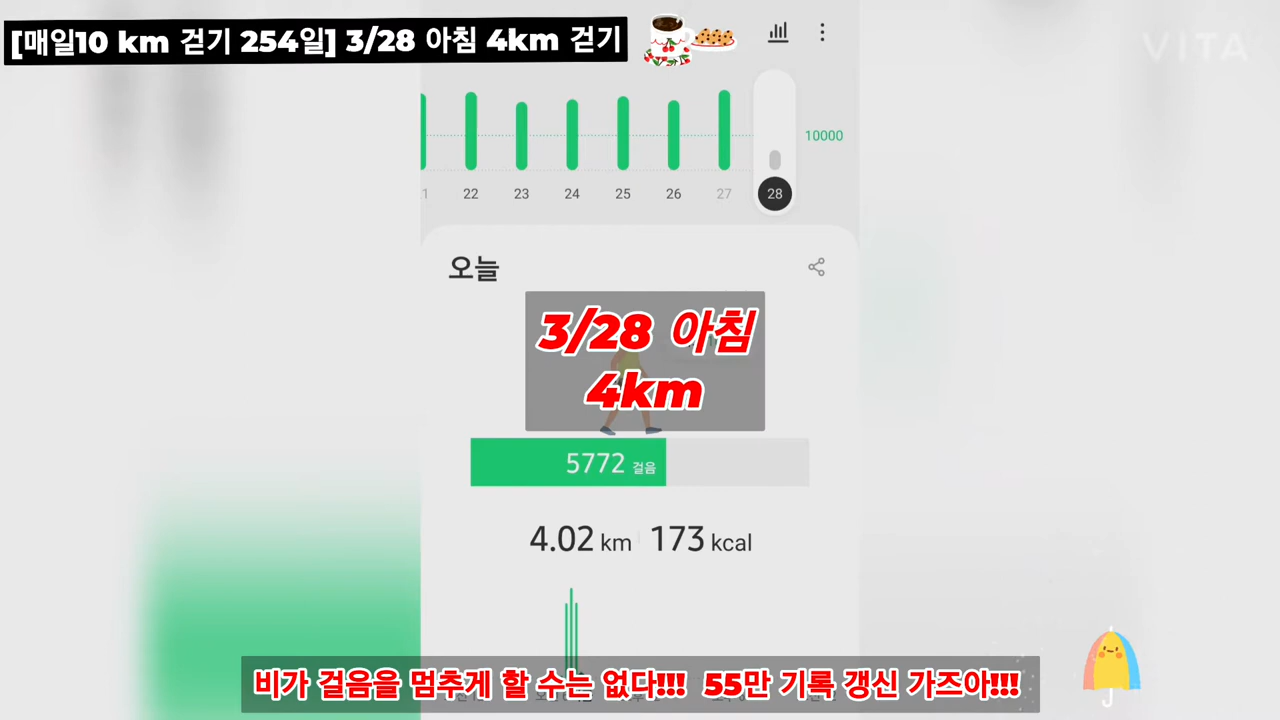 [매일10 km 걷기 254일] 3/28 아침 4km 걷기
VITA
10000
22 23 24 25 26 27 28
오늘
3/28 아침
4km
5772 걸음
4.02 km 173 kcal
비가 걸음을 멈추게 할 수는 없다!!! 55만 기록 갱신 가즈아!!!